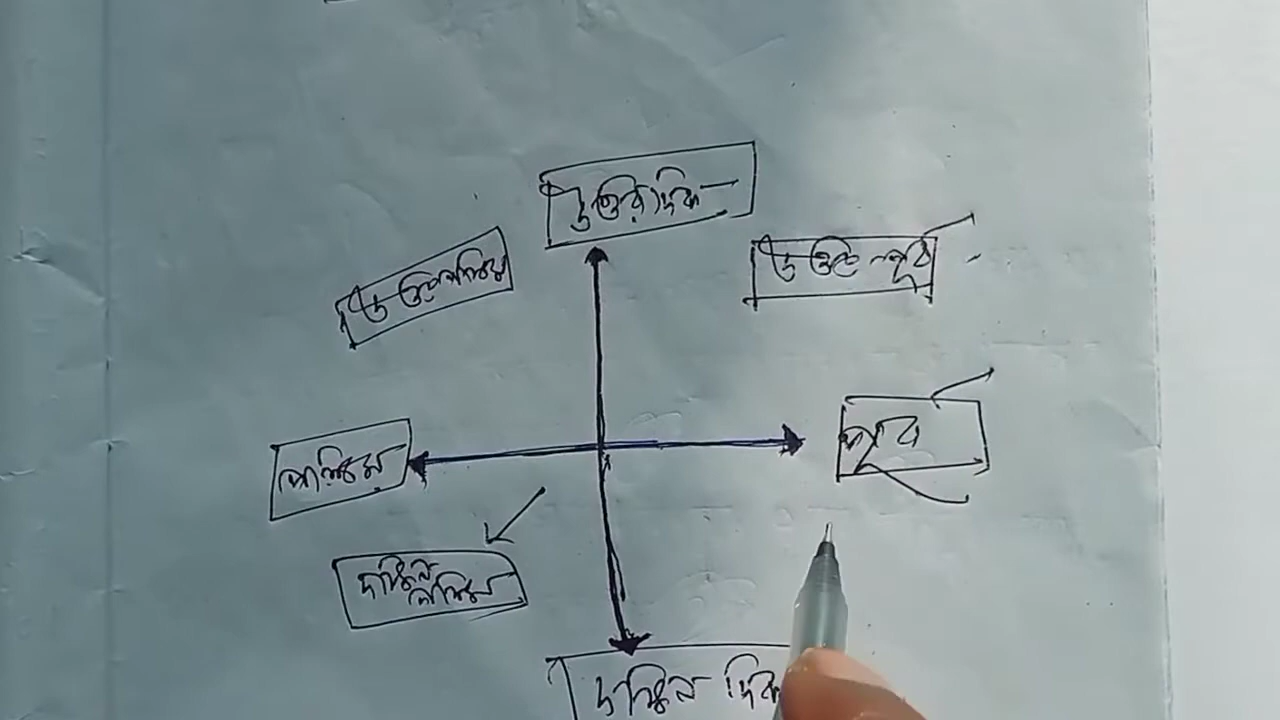 উত্তর দিক
উত্তর পশ্চিম
উত্তর পূর্ব
পূর্ব
পশ্চিম
দক্ষিন
পশ্চিম
দক্ষিন দিক